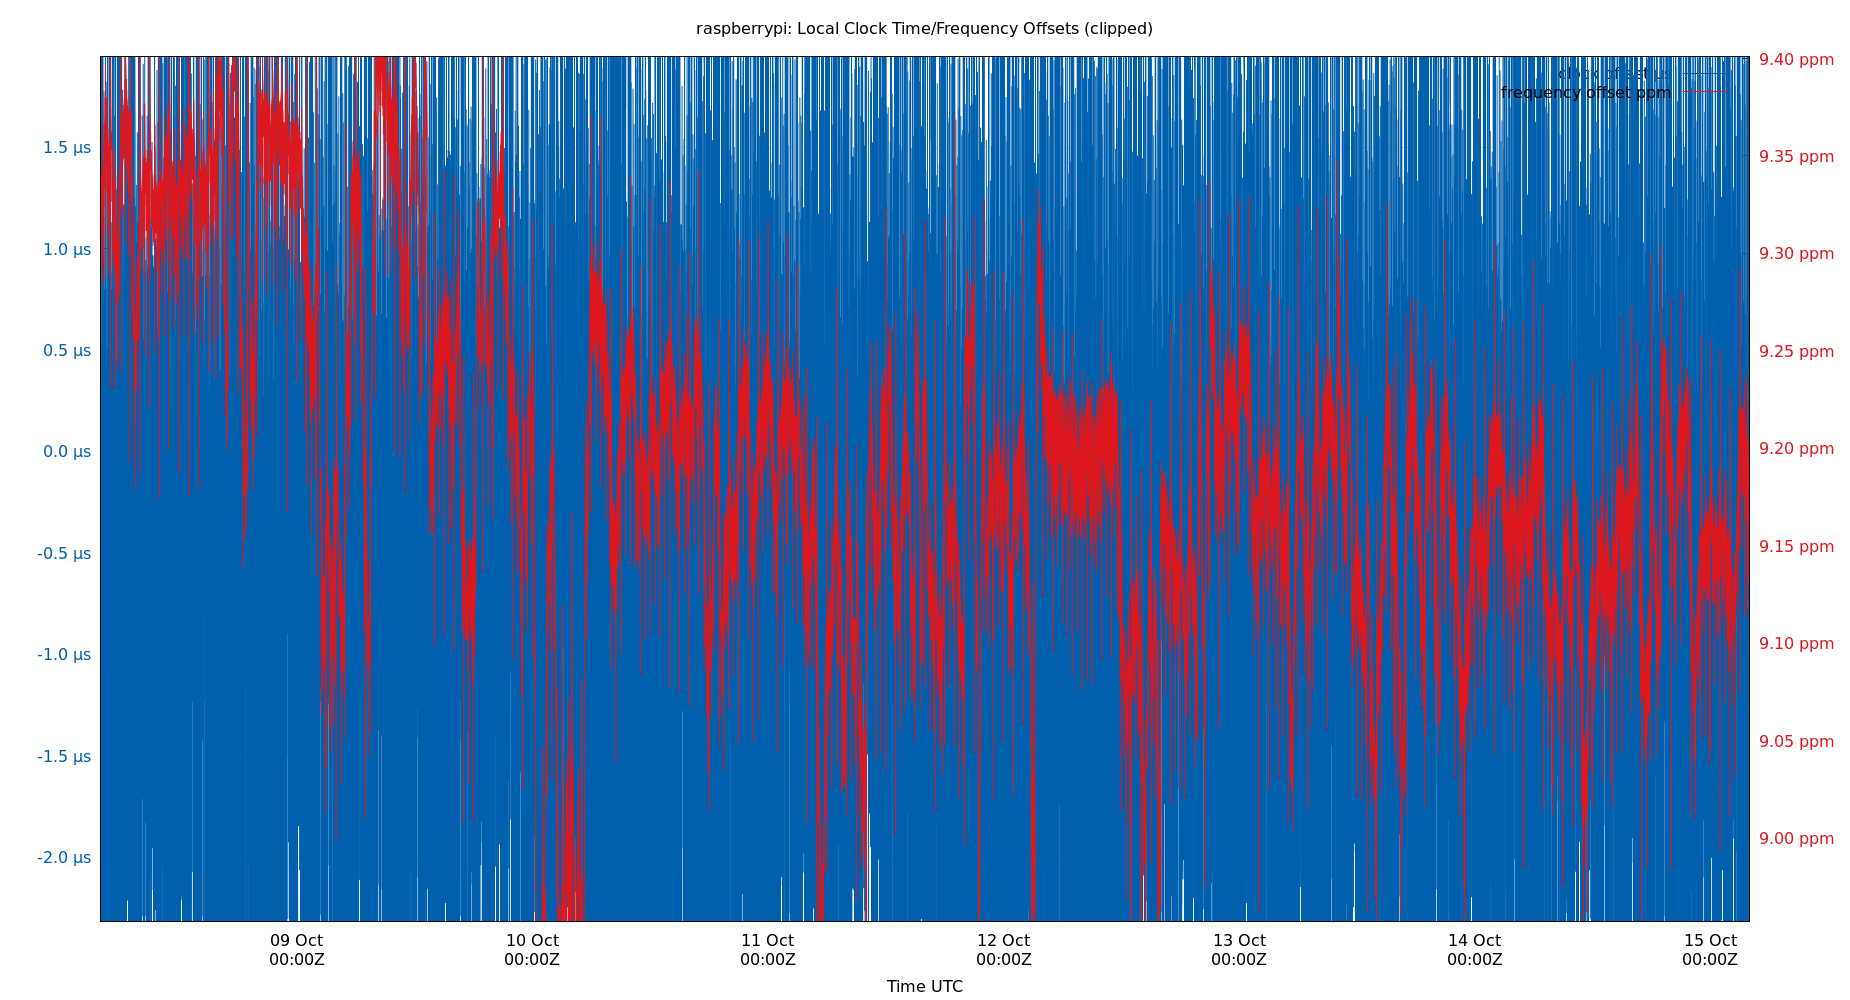 raspberrypi: Local Clock Time/Frequency Offsets (clipped)
9.40 ppm
clock offset µs
frequency offset ppm
1.5 µs
9.35 ppm
1.0 µs
9.30 ppm
0.5 µs
9.25 ppm
0.0 µs
9.20 ppm
-0.5 µs
9.15 ppm
-1.0 µs
9.10 ppm
-1.5 µs
9.05 ppm
-2.0 µs
9.00 ppm
09 Oct 10 Oct 11 Oct 12 Oct 13 Oct 14 Oct 15 Oct
00:00Z 00:00Z 00:00Z 00:00Z 00:00Z 00:00Z 00:00Z
Time UTC